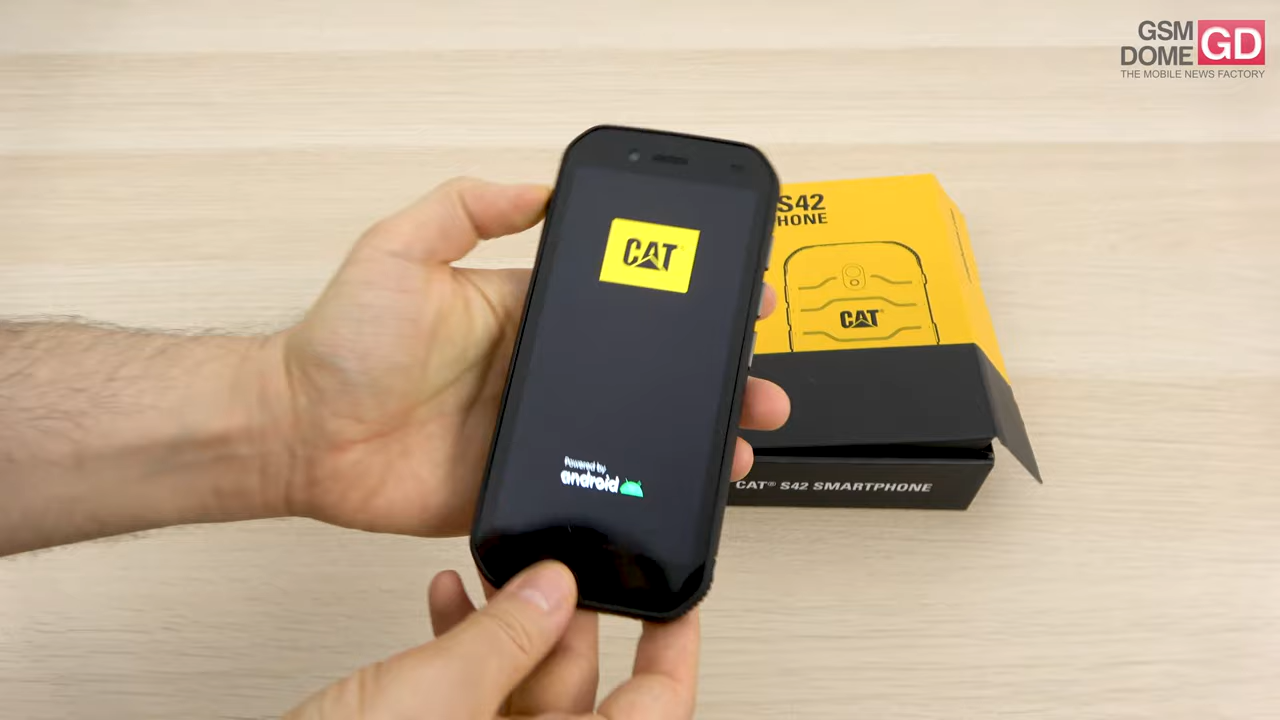 GSM
DOME GD
THE MOBILE NEWS FACTORY
S42
HONE
CAT
CAT
Powered by
android
CAT® S42 SMARTPHONE